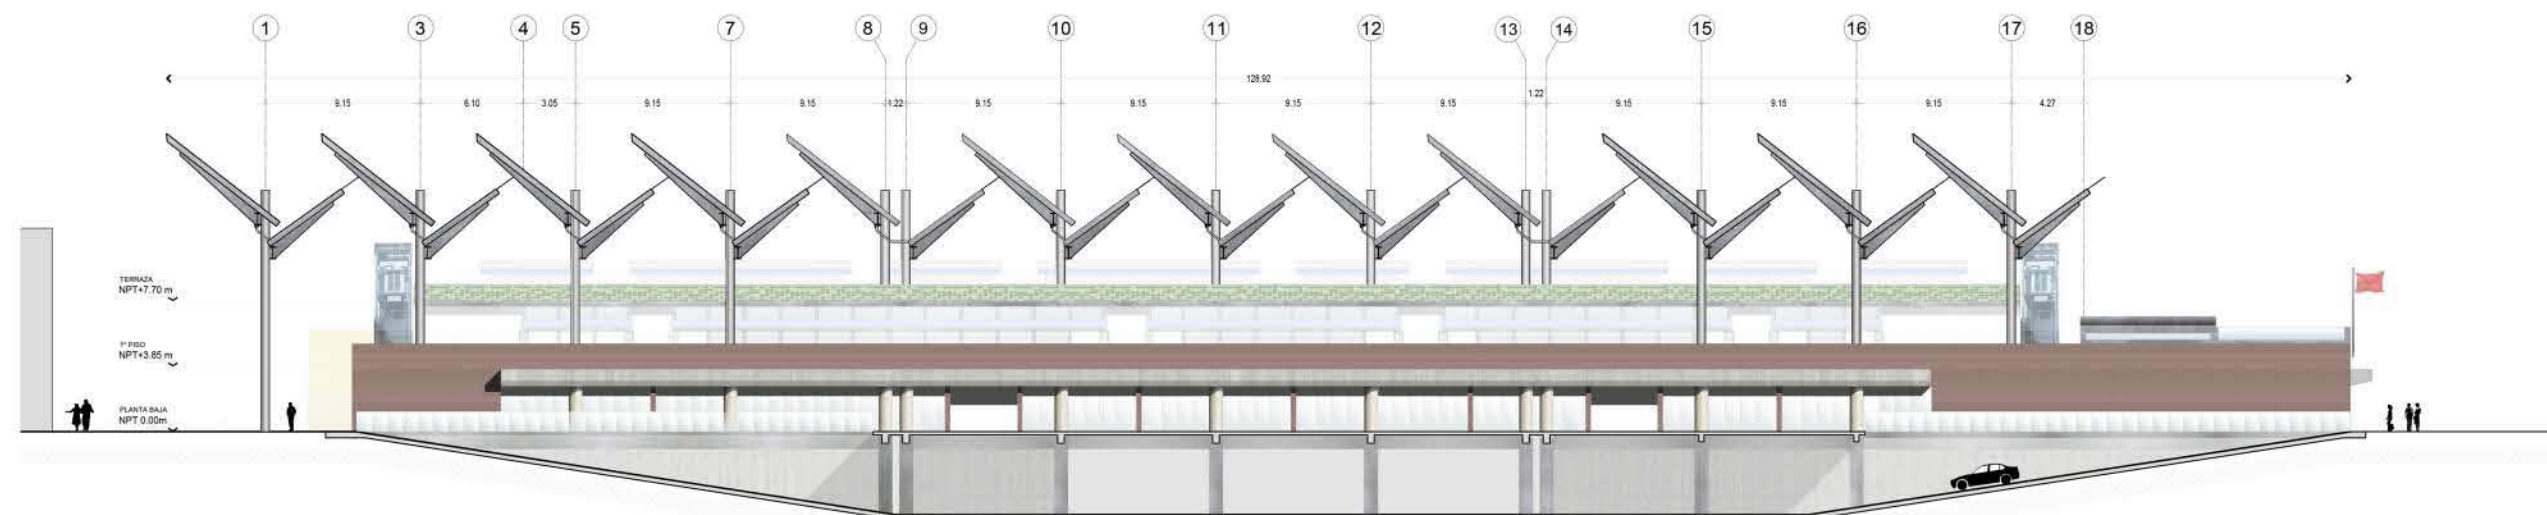 1 3 4 5 7 8 9 10 11 12 13 14 15 16 17 18
128.92
9.15 6.10 3.05 9.15 9.15 1.22 9.15 9.15 9.15 9.15 1.22 9.15 9.15 9.15 4.27
TERRAZA
NPT+7.70 m
1er PISO
NPT+3.85 m
PLANTA BAJA
NPT 0.00m